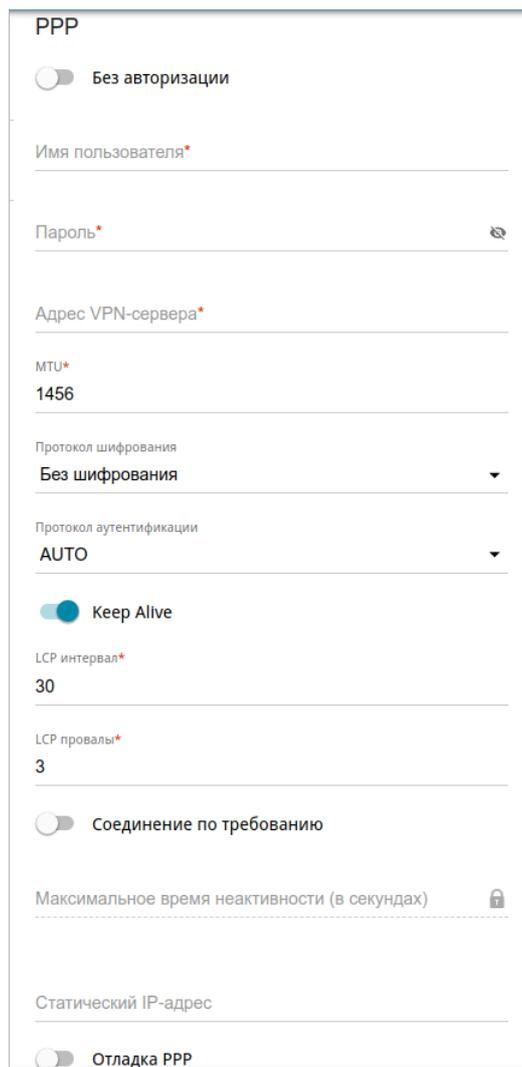 PPP
Без авторизации
Имя пользователя*
Пароль*
Адрес VPN-сервера*
MTU*
1456
Протокол шифрования
Без шифрования
Протокол аутентификации
AUTO
Keep Alive
LCP интервал*
30
LCP провалы*
3
Соединение по требованию
Максимальное время неактивности (в секундах)
Статический IP-адрес
Отладка PPP